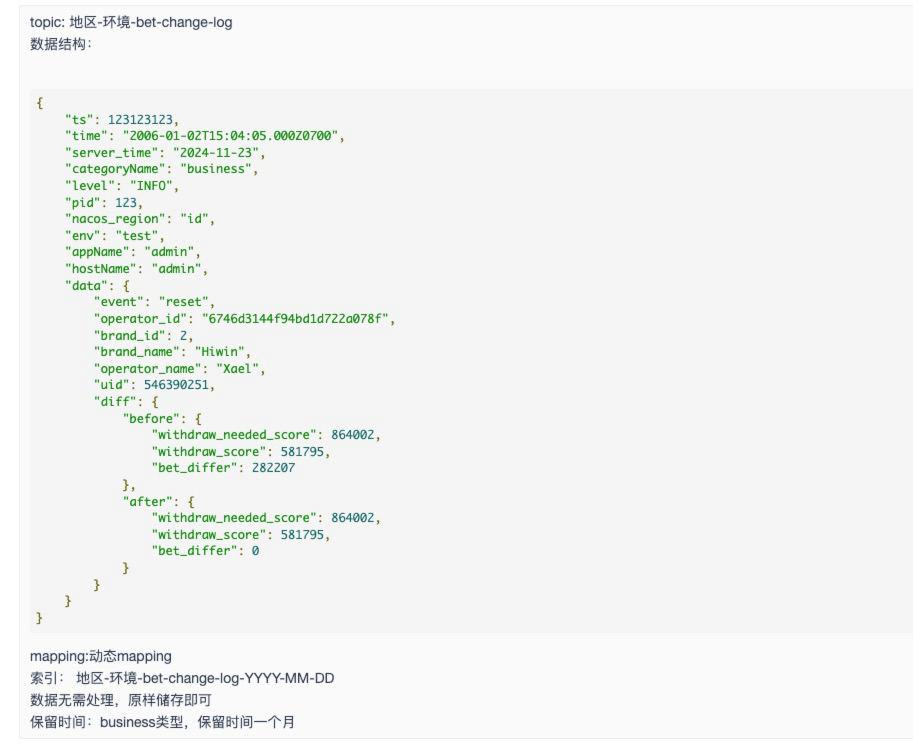 topic: 地区-环境-bet-change-log
数据结构：
{
    "ts": 123123123,
    "time": "2006-01-02T15:04:05.000Z0700",
    "server_time": "2024-11-23",
    "categoryName": "business",
    "level": "INFO",
    "pid": 123,
    "nacos_region": "id",
    "env": "test",
    "appName": "admin",
    "hostName": "admin",
    "data": {
        "event": "reset",
        "operator_id": "6746d3144f94bd1d722a078f",
        "brand_id": 2,
        "brand_name": "Hiwin",
        "operator_name": "Xael",
        "uid": 546390251,
        "diff": {
            "before": {
                "withdraw_needed_score": 864002,
                "withdraw_score": 581795,
                "bet_differ": 282207
            },
            "after": {
                "withdraw_needed_score": 864002,
                "withdraw_score": 581795,
                "bet_differ": 0
            }
        }
    }
}
mapping:动态mapping
索引： 地区-环境-bet-change-log-YYYY-MM-DD
数据无需处理，原样储存即可
保留时间：business类型，保留时间一个月